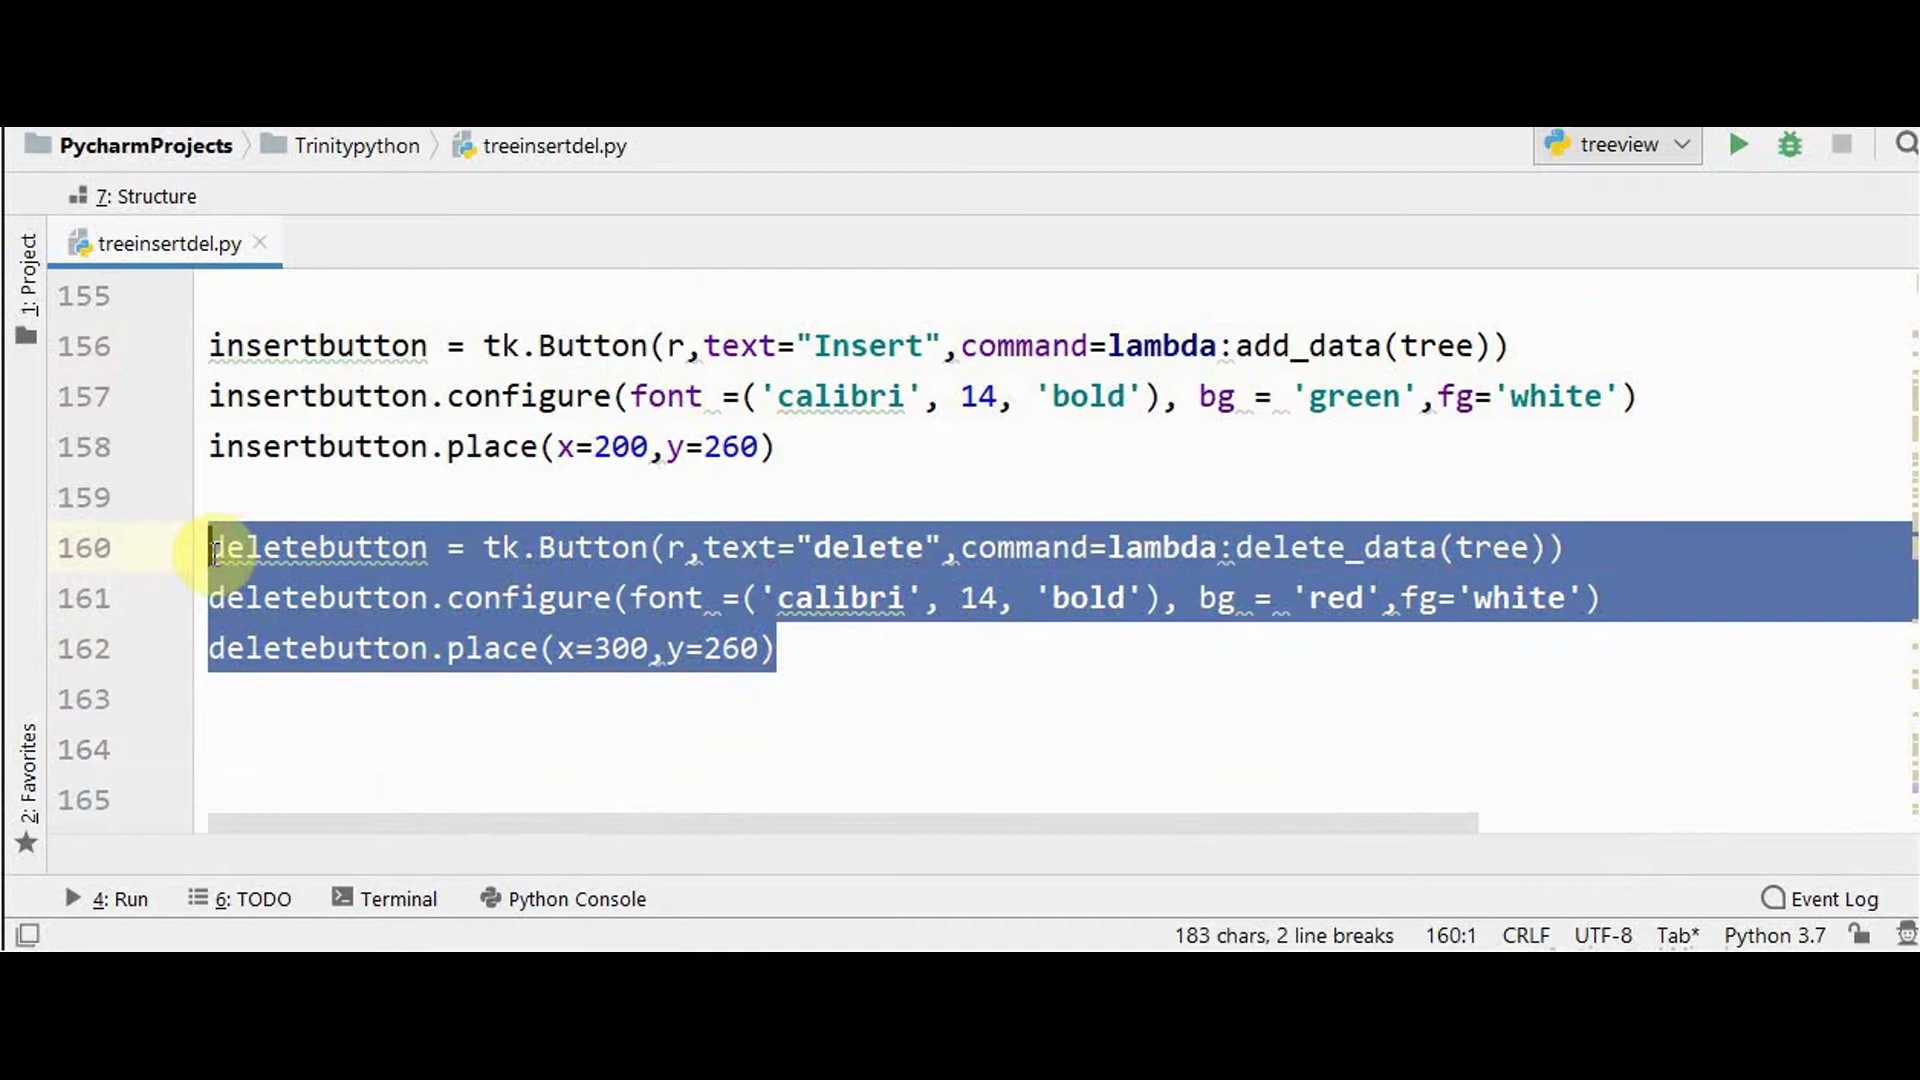 PycharmProjects Trinitypython treeinsertdel.py treeview
7: Structure
1: Project
treeinsertdel.py
155
156 insertbutton = tk.Button(r,text="Insert",command=lambda:add_data(tree))
157 insertbutton.configure(font =('calibri', 14, 'bold'), bg = 'green',fg='white')
158 insertbutton.place(x=200,y=260)
159
160 deletebutton = tk.Button(r,text="delete",command=lambda:delete_data(tree))
161 deletebutton.configure(font =('calibri', 14, 'bold'), bg = 'red',fg='white')
162 deletebutton.place(x=300,y=260)
163
164
165
2: Favorites
4: Run 6: TODO Terminal Python Console Event Log
183 chars, 2 line breaks 160:1 CRLF UTF-8 Tab* Python 3.7